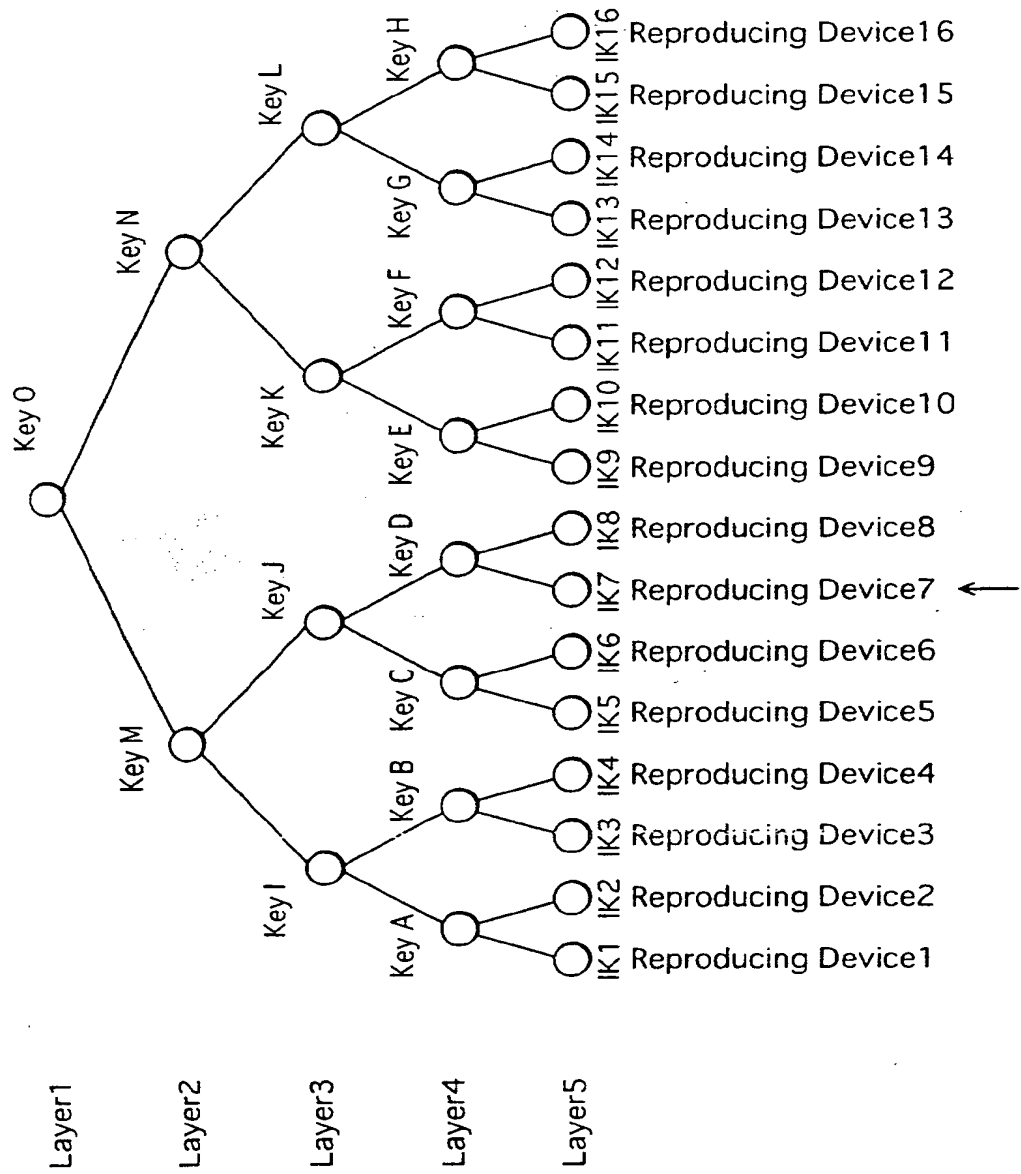 Layer1
Key O
Layer2
Key M
Key N
Layer3
Key I
Key J
Key K
Key L
Layer4
Key A
Key B
Key C
Key D
Key E
Key F
Key G
Key H
Layer5
IK1
IK2
IK3
IK4
IK5
IK6
IK7
IK8
IK9
IK10
IK11
IK12
IK13
IK14
IK15
IK16
Reproducing Device1
Reproducing Device2
Reproducing Device3
Reproducing Device4
Reproducing Device5
Reproducing Device6
Reproducing Device7
Reproducing Device8
Reproducing Device9
Reproducing Device10
Reproducing Device11
Reproducing Device12
Reproducing Device13
Reproducing Device14
Reproducing Device15
Reproducing Device16